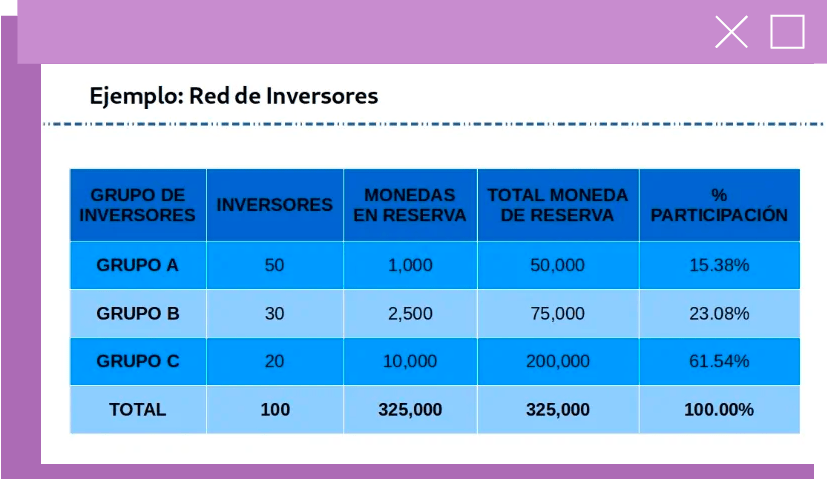 Ejemplo: Red de Inversores
GRUPO DE INVERSORES INVERSORES MONEDAS EN RESERVA TOTAL MONEDA DE RESERVA % PARTICIPACIÓN
GRUPO A 50 1,000 50,000 15.38%
GRUPO B 30 2,500 75,000 23.08%
GRUPO C 20 10,000 200,000 61.54%
TOTAL 100 325,000 325,000 100.00%